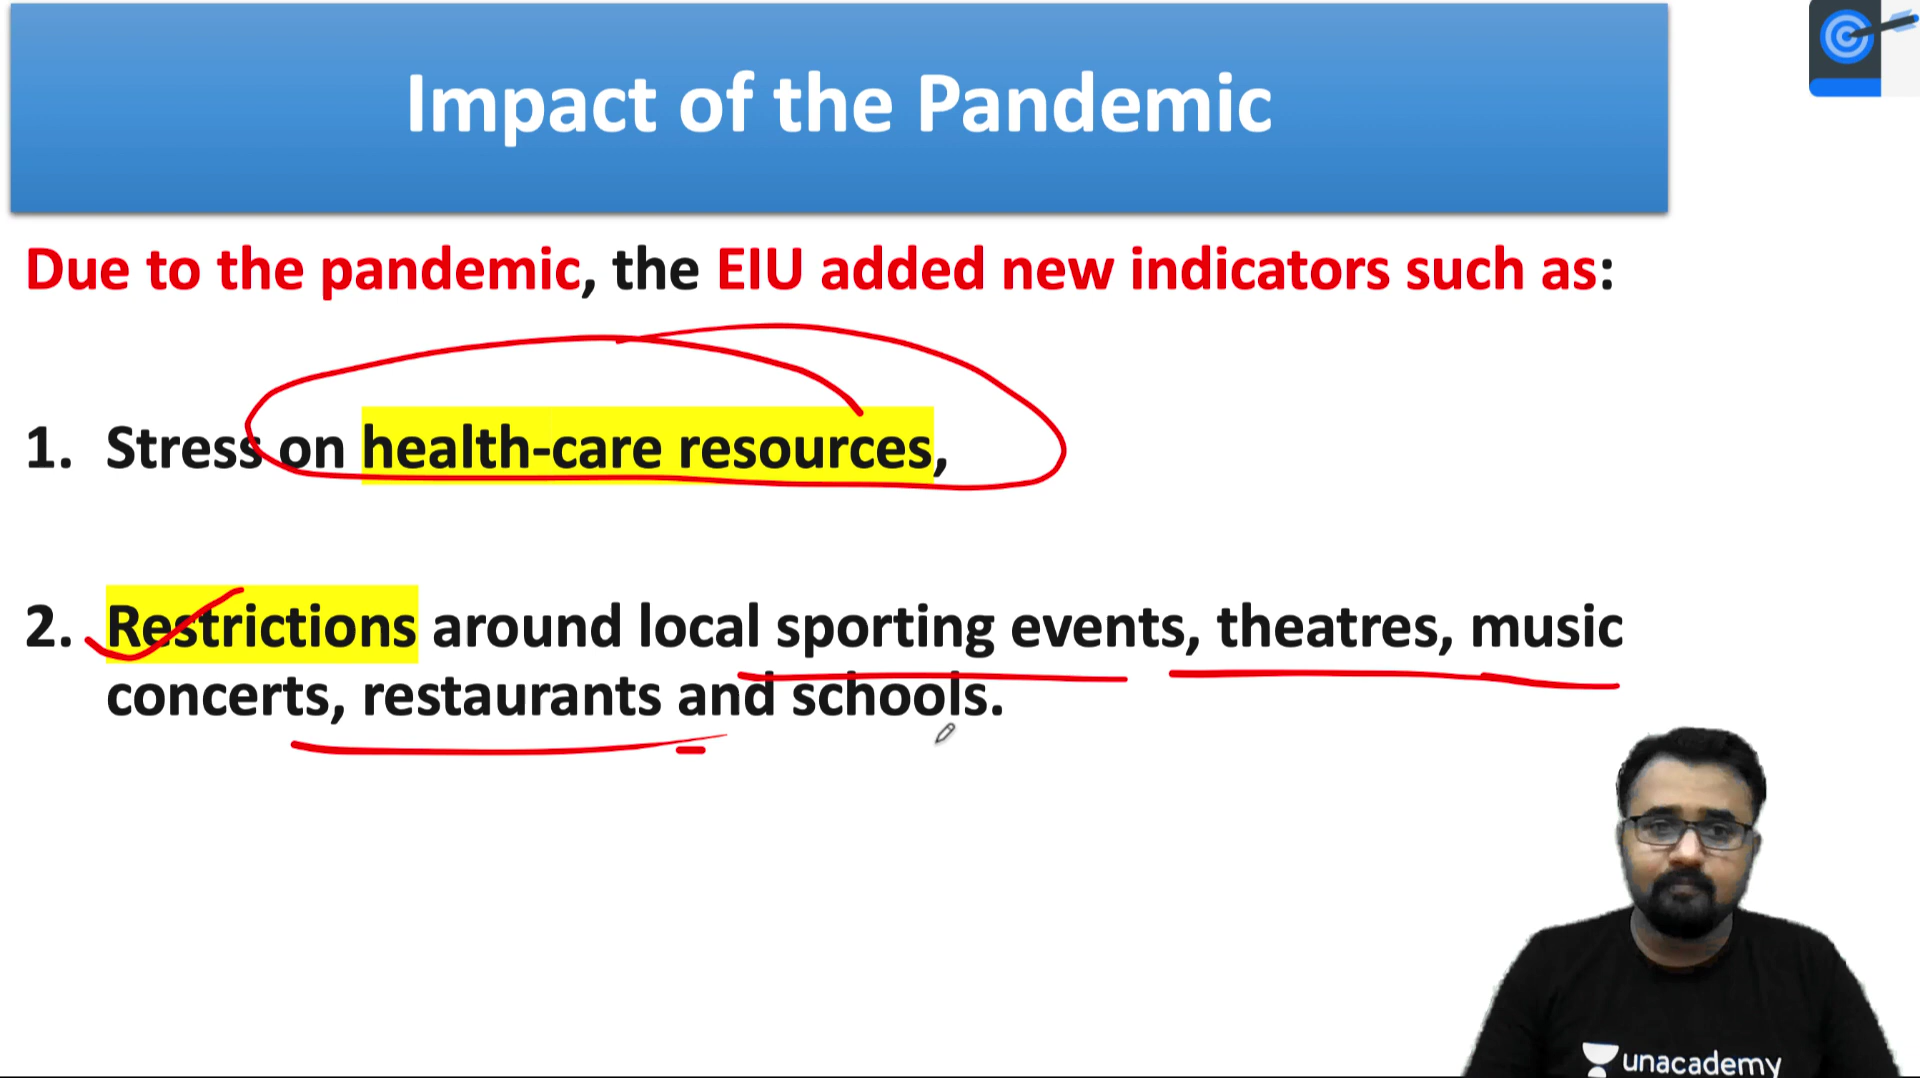 Impact of the Pandemic
Due to the pandemic, the EIU added new indicators such as:
1. Stress on health-care resources,
2. Restrictions around local sporting events, theatres, music
concerts, restaurants and schools.
unacademy